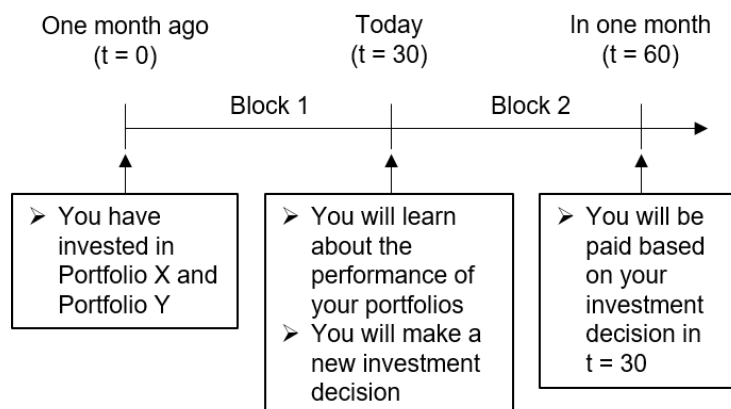 One month ago
(t = 0)
Today
(t = 30)
In one month
(t = 60)
Block 1
Block 2
➢ You have
invested in
Portfolio X and
Portfolio Y
➢ You will learn
about the
performance of
your portfolios
➢ You will make a
new investment
decision
➢ You will be
paid based
on your
investment
decision in
t = 30